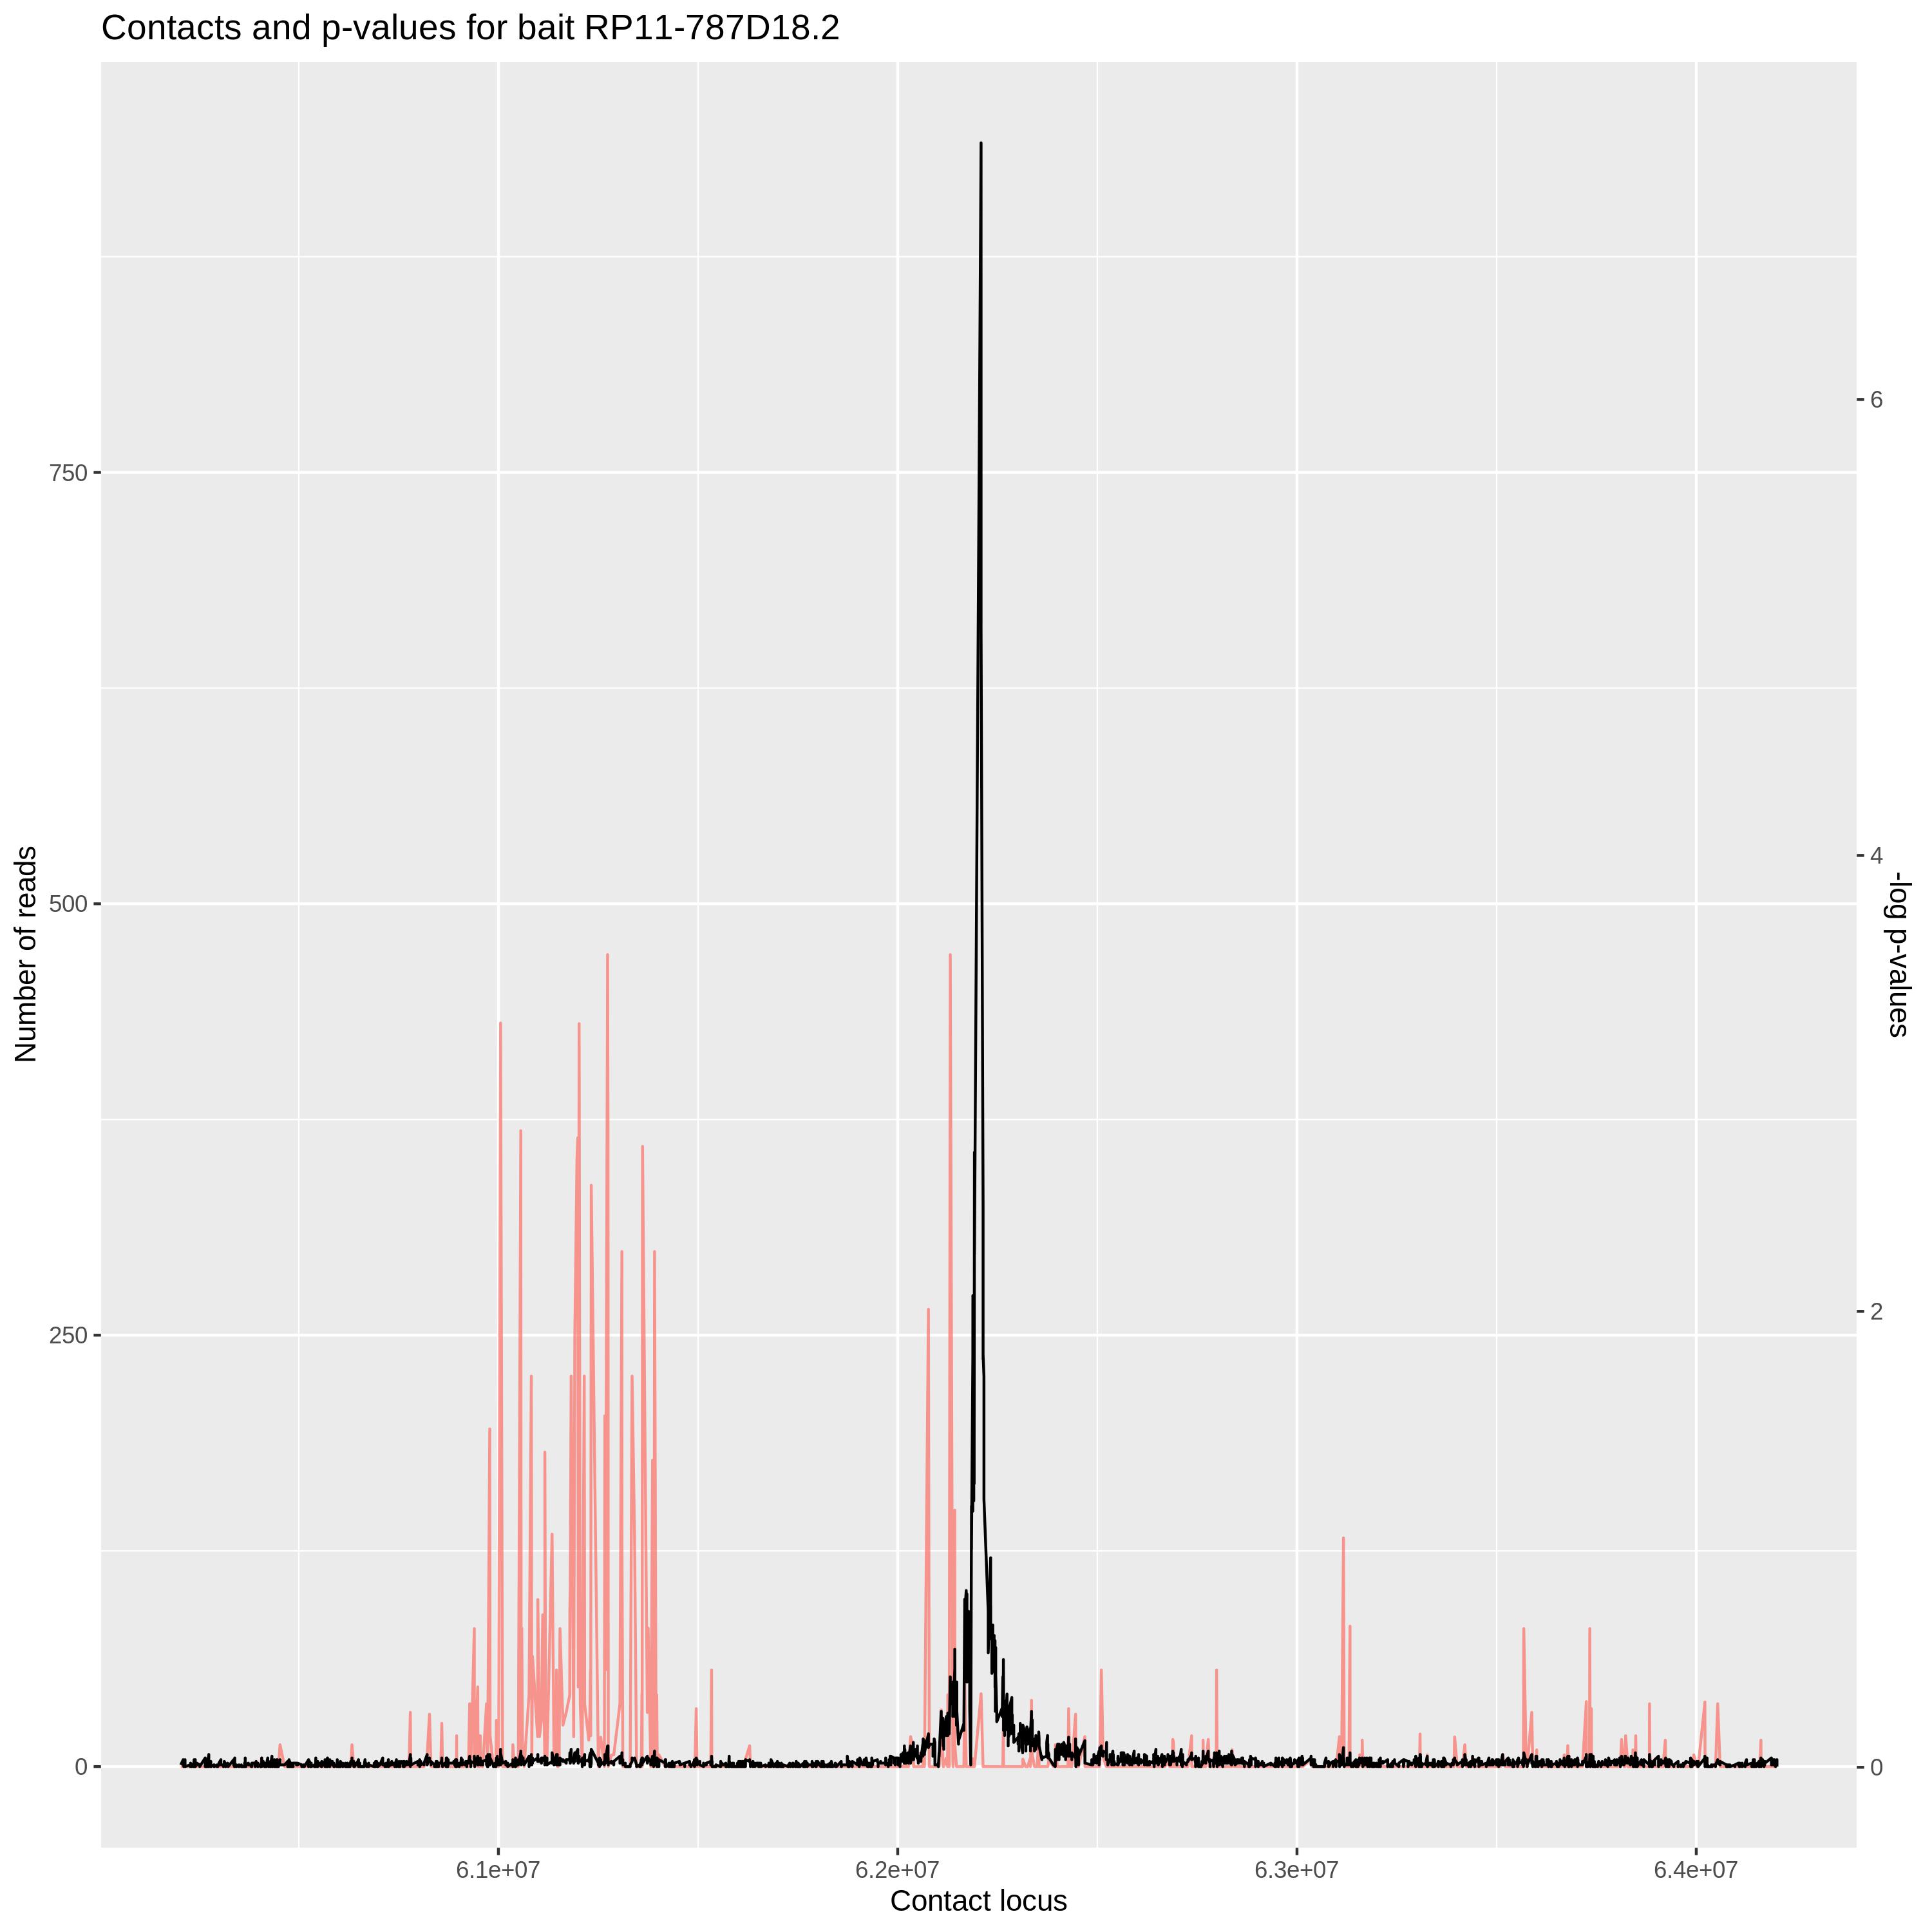 Contacts and p-values for bait RP11-787D18.2
Number of reads
750
500
250
0
6
4
2
0
-log p-values
6.1e+07
6.2e+07
6.3e+07
6.4e+07
Contact locus